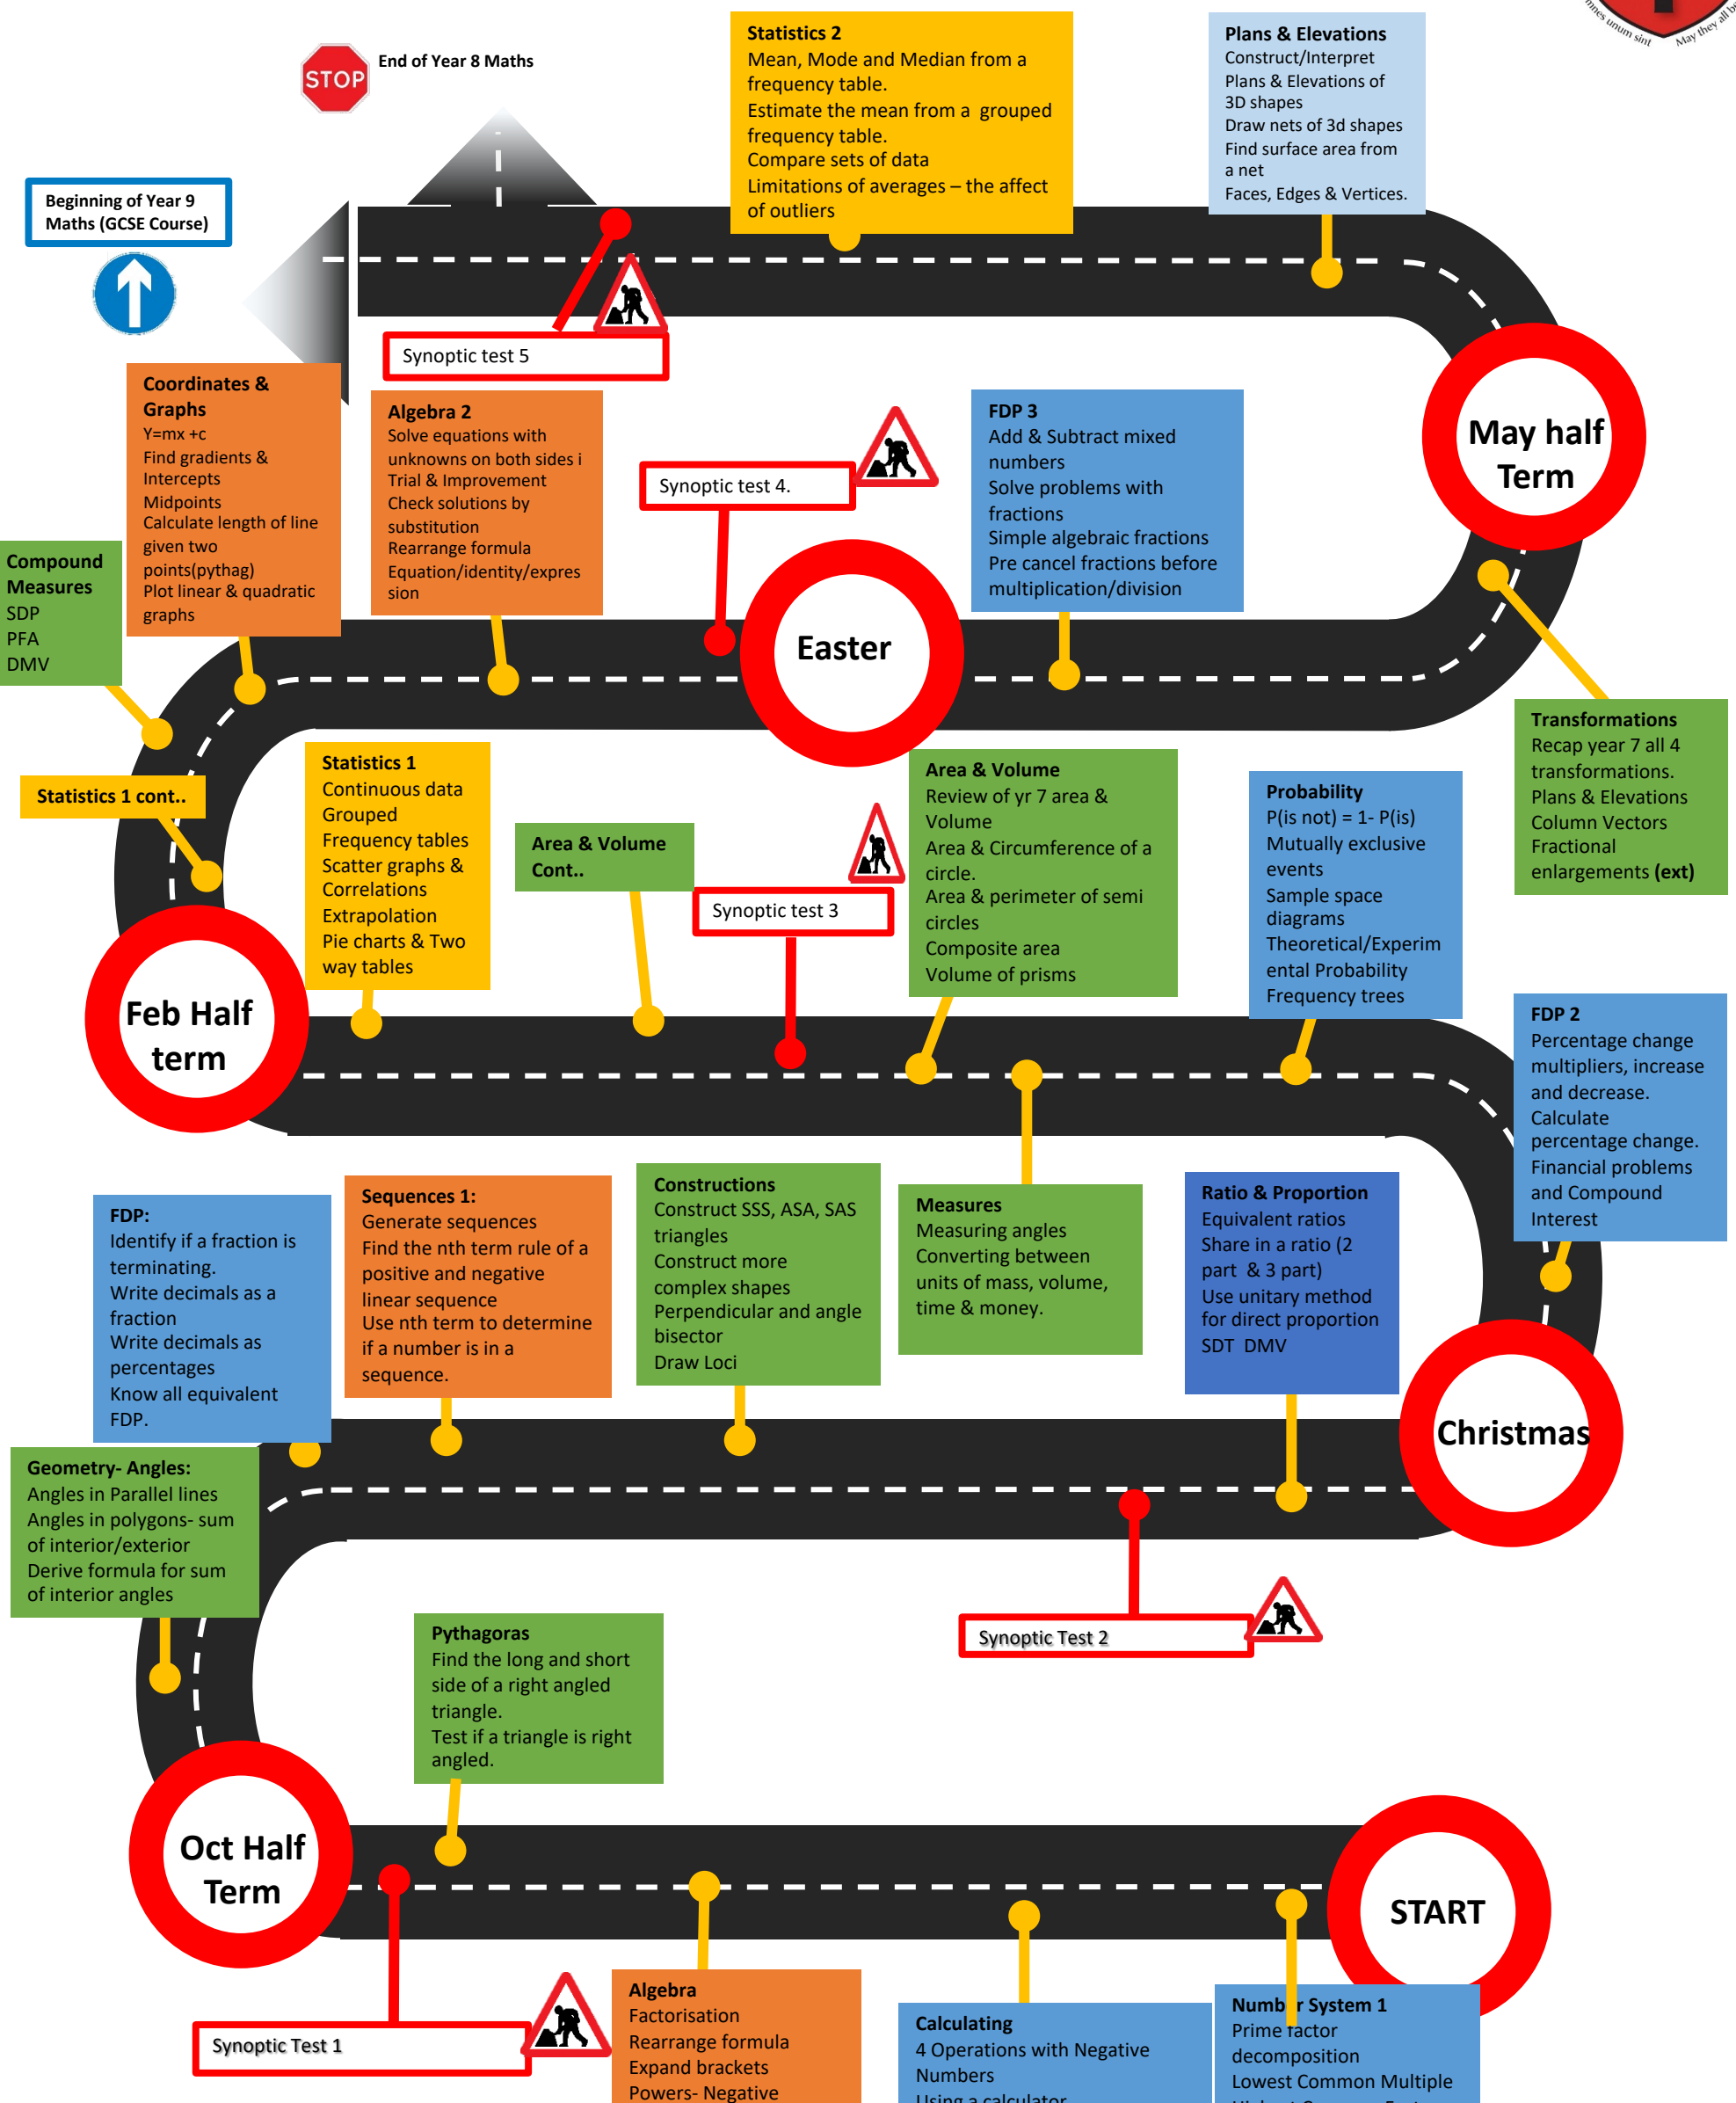 omnes unum sint
May they all be
STOP
End of Year 8 Maths
Statistics 2
Mean, Mode and Median from a
frequency table.
Estimate the mean from a  grouped
frequency table.
Compare sets of data
Limitations of averages – the affect
of outliers
Plans & Elevations
Construct/Interpret
Plans & Elevations of
3D shapes
Draw nets of 3d shapes
Find surface area from
a net
Faces, Edges & Vertices.
Beginning of Year 9
Maths (GCSE Course)
Synoptic test 5
Coordinates &
Graphs
Y=mx +c
Find gradients &
Intercepts
Midpoints
Calculate length of line
given two
points(pythag)
Plot linear & quadratic
graphs
Algebra 2
Solve equations with
unknowns on both sides i
Trial & Improvement
Check solutions by
substitution
Rearrange formula
Equation/identity/expres
sion
Synoptic test 4.
FDP 3
Add & Subtract mixed
numbers
Solve problems with
fractions
Simple algebraic fractions
Pre cancel fractions before
multiplication/division
May half
Term
Compound
Measures
SDP
PFA
DMV
Easter
Transformations
Recap year 7 all 4
transformations.
Plans & Elevations
Column Vectors
Fractional
enlargements (ext)
Statistics 1 cont..
Statistics 1
Continuous data
Grouped
Frequency tables
Scatter graphs &
Correlations
Extrapolation
Pie charts & Two
way tables
Area & Volume
Cont..
Synoptic test 3
Area & Volume
Review of yr 7 area &
Volume
Area & Circumference of a
circle.
Area & perimeter of semi
circles
Composite area
Volume of prisms
Probability
P(is not) = 1- P(is)
Mutually exclusive
events
Sample space
diagrams
Theoretical/Experim
ental Probability
Frequency trees
Feb Half
term
FDP 2
Percentage change
multipliers, increase
and decrease.
Calculate
percentage change.
Financial problems
and Compound
Interest
FDP:
Identify if a fraction is
terminating.
Write decimals as a
fraction
Write decimals as
percentages
Know all equivalent
FDP.
Sequences 1:
Generate sequences
Find the nth term rule of a
positive and negative
linear sequence
Use nth term to determine
if a number is in a
sequence.
Constructions
Construct SSS, ASA, SAS
triangles
Construct more
complex shapes
Perpendicular and angle
bisector
Draw Loci
Measures
Measuring angles
Converting between
units of mass, volume,
time & money.
Ratio & Proportion
Equivalent ratios
Share in a ratio (2
part  & 3 part)
Use unitary method
for direct proportion
SDT  DMV
Christmas
Geometry- Angles:
Angles in Parallel lines
Angles in polygons- sum
of interior/exterior
Derive formula for sum
of interior angles
Synoptic Test 2
Pythagoras
Find the long and short
side of a right angled
triangle.
Test if a triangle is right
angled.
Oct Half
Term
START
Synoptic Test 1
Algebra
Factorisation
Rearrange formula
Expand brackets
Powers- Negative
Calculating
4 Operations with Negative
Numbers
Using a calculator
Number System 1
Prime factor
decomposition
Lowest Common Multiple